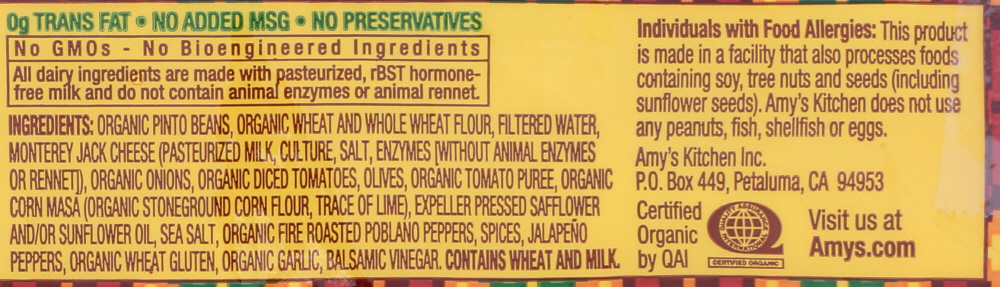 0g TRANS FAT • NO ADDED MSG • NO PRESERVATIVES
No GMOs - No Bioengineered Ingredients
All dairy ingredients are made with pasteurized, rBST hormone-
free milk and do not contain animal enzymes or animal rennet.
INGREDIENTS: ORGANIC PINTO BEANS, ORGANIC WHEAT AND WHOLE WHEAT FLOUR, FILTERED WATER,
MONTEREY JACK CHEESE (PASTEURIZED MILK, CULTURE, SALT, ENZYMES [WITHOUT ANIMAL ENZYMES
OR RENNET]), ORGANIC ONIONS, ORGANIC DICED TOMATOES, OLIVES, ORGANIC TOMATO PUREE, ORGANIC
CORN MASA (ORGANIC STONEGROUND CORN FLOUR, TRACE OF LIME), EXPELLER PRESSED SAFFLOWER
AND/OR SUNFLOWER OIL, SEA SALT, ORGANIC FIRE ROASTED POBLANO PEPPERS, SPICES, JALAPEÑO
PEPPERS, ORGANIC WHEAT GLUTEN, ORGANIC GARLIC, BALSAMIC VINEGAR. CONTAINS WHEAT AND MILK.
Individuals with Food Allergies: This product
is made in a facility that also processes foods
containing soy, tree nuts and seeds (including
sunflower seeds). Amy's Kitchen does not use
any peanuts, fish, shellfish or eggs.
Amy's Kitchen Inc.
P.O. Box 449, Petaluma, CA 94953
Certified
Organic
by QAI
QUALITY ASSURANCE
INTERNATIONAL
CERTIFIED ORGANIC
Visit us at
Amys.com